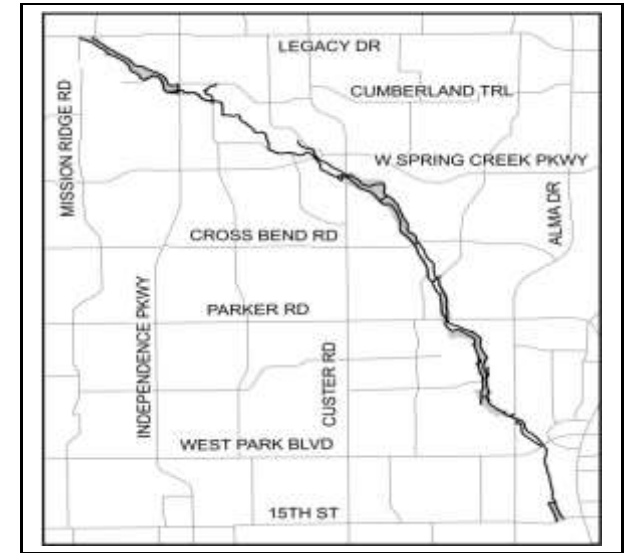 LEGACY DR
CUMBERLAND TRL
MISSION RIDGE RD
W SPRING CREEK PKWY
ALMA DR
CROSS BEND RD
INDEPENDENCE PKWY
PARKER RD
CUSTER RD
WEST PARK BLVD
15TH ST